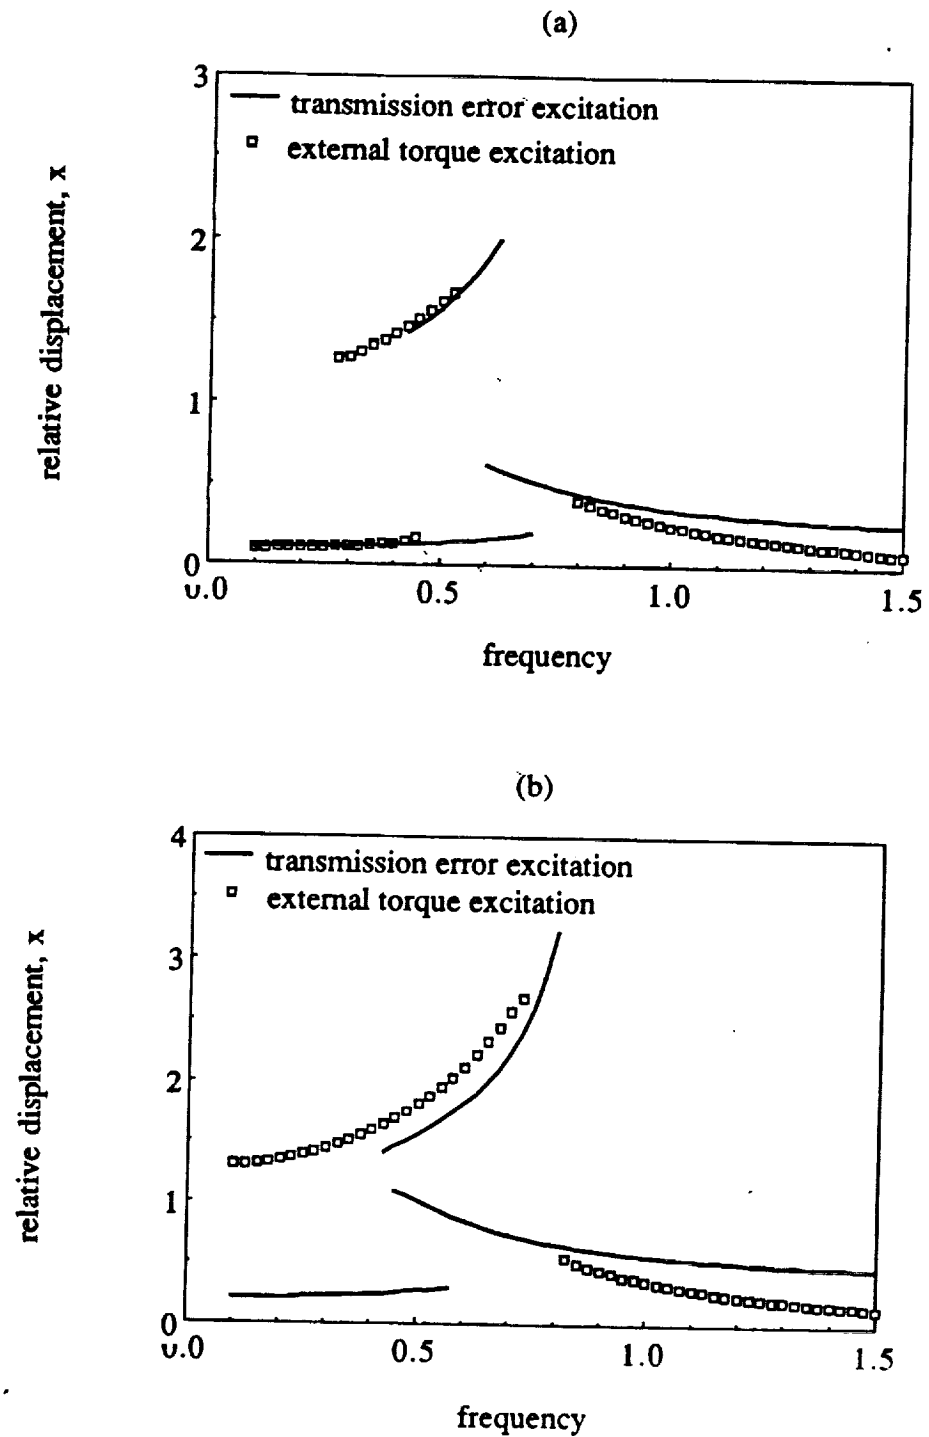 (a)
3
transmission error excitation
external torque excitation
2
1
0
relative displacement, x
0.0 0.5 1.0 1.5
frequency
(b)
4
transmission error excitation
external torque excitation
3
2
1
0
relative displacement, x
0.0 0.5 1.0 1.5
frequency